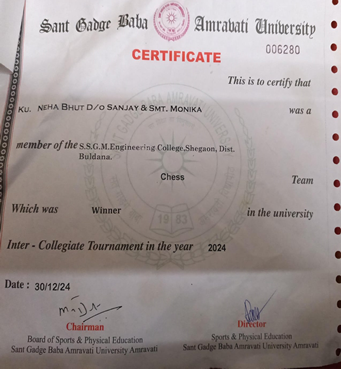 Sant Gadge Baba Amravati University
006280
CERTIFICATE
This is to certify that
Ku. NEHA BHUT D/O SANJAY & SMT. MONIKA was a
member of the S.S.G.M.Engineering College,Shegaon, Dist.
Buldana.
Chess Team
Which was Winner in the university
1983
Inter - Collegiate Tournament in the year 2024
Date : 30/12/24
Chairman Director
Board of Sports & Physical Education Sports & Physical Education
Sant Gadge Baba Amravati University Amravati Sant Gadge Baba Amravati University Amravati